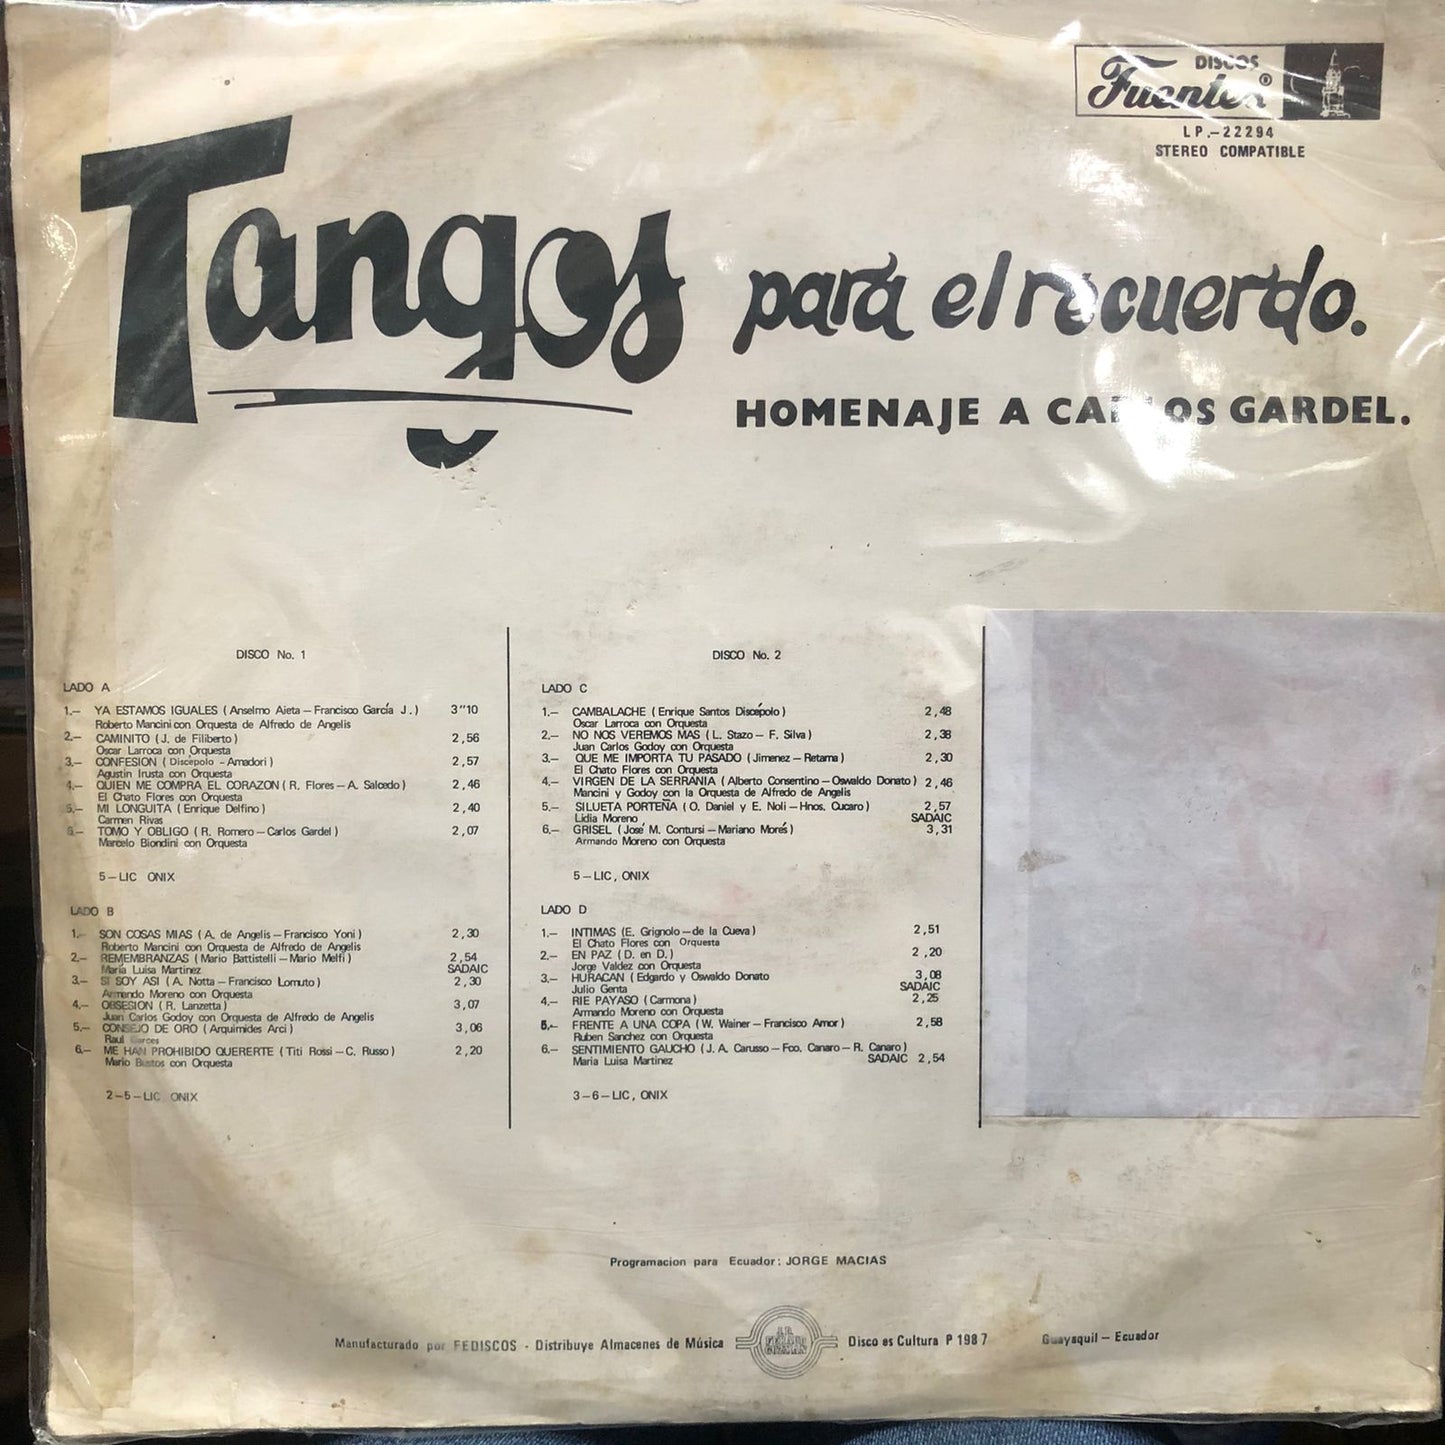 DISCOS
Fuentes®
LP.-22294
STEREO COMPATIBLE
Tangos para el recuerdo.
HOMENAJE A CARLOS GARDEL.
DISCO No. 1
LADO A
1.- YA ESTAMOS IGUALES (Anselmo Aieta - Francisco García J.) 3"10
Roberto Mancini con Orquesta de Alfredo de Angelis
2.- CAMINITO (J. de Filiberto) 2,56
Oscar Larroca con Orquesta
3.- CONFESION (Discépolo - Amadori) 2,57
Agustin Irusta con Orquesta
4.- QUIEN ME COMPRA EL CORAZON (R. Flores - A. Salcedo) 2,46
El Chato Flores con Orquesta
5.- MI LONGUITA (Enrique Delfino) 2,40
Carmen Rivas
6.- TOMO Y OBLIGO (R. Romero - Carlos Gardel) 2,07
Marcelo Biondini con Orquesta
5-LIC ONIX
LADO B
1.- SON COSAS MIAS (A. de Angelis - Francisco Yoni) 2,30
Roberto Mancini con Orquesta de Alfredo de Angelis
2.- REMEMBRANZAS (Mario Battistelli - Mario Melfi) 2,54
María Luisa Martinez SADAIC
3.- SI SOY ASI (A. Notta - Francisco Lomuto) 2,30
Armando Moreno con Orquesta
4.- OBSESION (R. Lanzetta) 3,07
Juan Carlos Godoy con Orquesta de Alfredo de Angelis
5.- CONSEJO DE ORO (Arquimides Arci) 3,06
Raul Garces
6.- ME HAN PROHIBIDO QUERERTE (Titi Rossi - C. Russo) 2,20
Mario Bustos con Orquesta
2-5-LIC ONIX
DISCO No. 2
LADO C
1.- CAMBALACHE (Enrique Santos Discépolo) 2,48
Oscar Larroca con Orquesta
2.- NO NOS VEREMOS MAS (L. Stazo - F. Silva) 2,38
Juan Carlos Godoy con Orquesta
3.- QUE ME IMPORTA TU PASADO (Jimenez - Retama) 2,30
El Chato Flores con Orquesta
4.- VIRGEN DE LA SERRANIA (Alberto Consentino - Oswaldo Donato) 2,46
Mancini y Godoy con la Orquesta de Alfredo de Angelis
5.- SILUETA PORTEÑA (O. Daniel y E. Noli - Hnos. Cucaro) 2,57
Lidia Moreno SADAIC
6.- GRISEL (José M. Contursi - Mariano Morés) 3,31
Armando Moreno con Orquesta
5-LIC, ONIX
LADO D
1.- INTIMAS (E. Grignolo - de la Cueva) 2,51
El Chato Flores con Orquesta
2.- EN PAZ (D. en D.) 2,20
Jorge Valdez con Orquesta
3.- HURACAN (Edgardo y Oswaldo Donato 3,08
Julio Genta SADAIC
4.- RIE PAYASO (Carmona) 2,25
Armando Moreno con Orquesta
5.- FRENTE A UNA COPA (W. Wainer - Francisco Amor) 2,58
Ruben Sanchez con Orquesta
6.- SENTIMIENTO GAUCHO (J. A. Carusso - Fco. Canaro - R. Canaro)
Maria Luisa Martinez SADAIC 2,54
3-6-LIC, ONIX
Programacion para Ecuador: JORGE MACIAS
Manufacturado por FEDISCOS - Distribuye Almacenes de Música J.D. FERAUD GUZMAN Disco es Cultura P 1987 Guayaquil - Ecuador